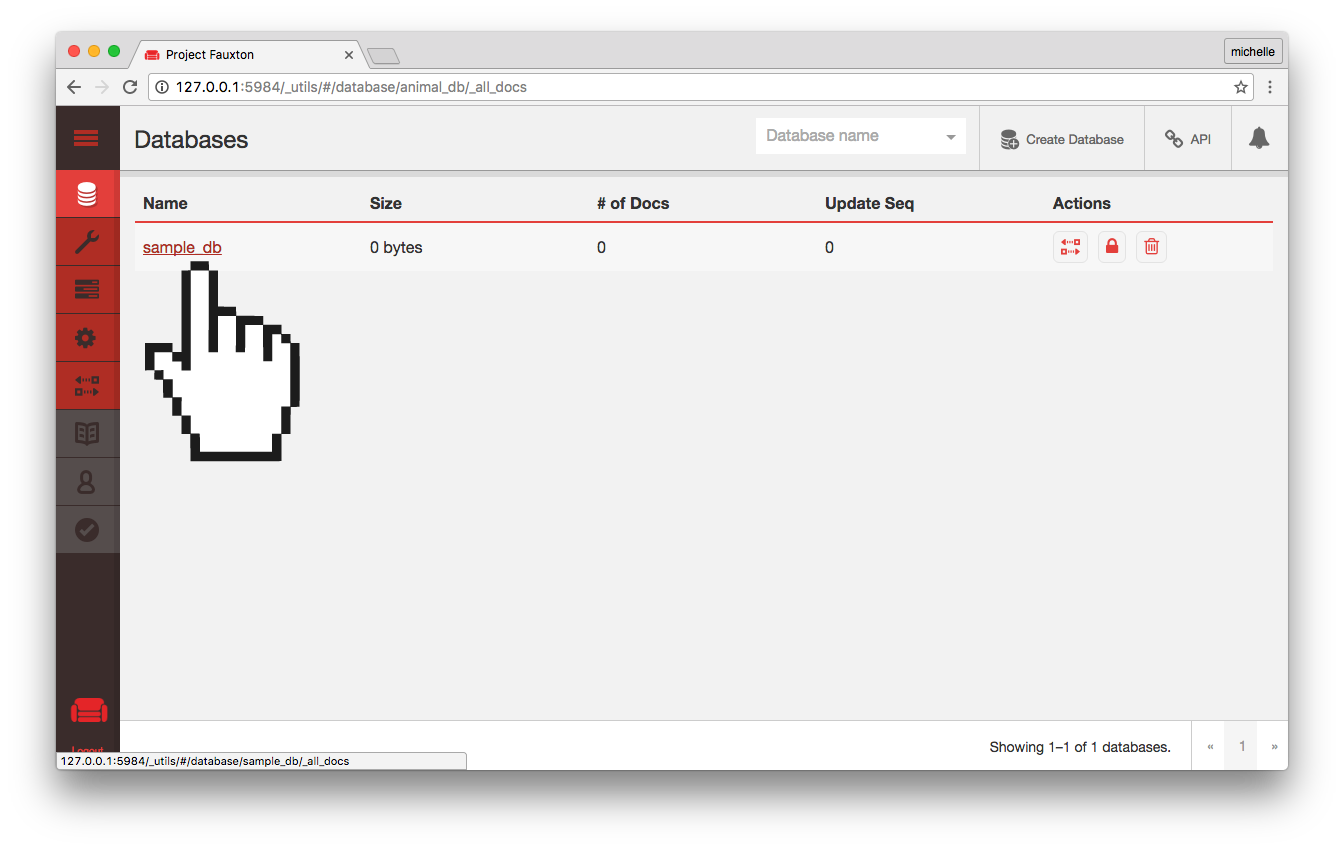 Project Fauxton
michelle
127.0.0.1:5984/_utils/#/database/animal_db/_all_docs
Databases
Database name
Create Database
API
Name Size # of Docs Update Seq Actions
sample_db 0 bytes 0 0
Logout
Showing 1–1 of 1 databases.
« 1 »
127.0.0.1:5984/_utils/#/database/sample_db/_all_docs